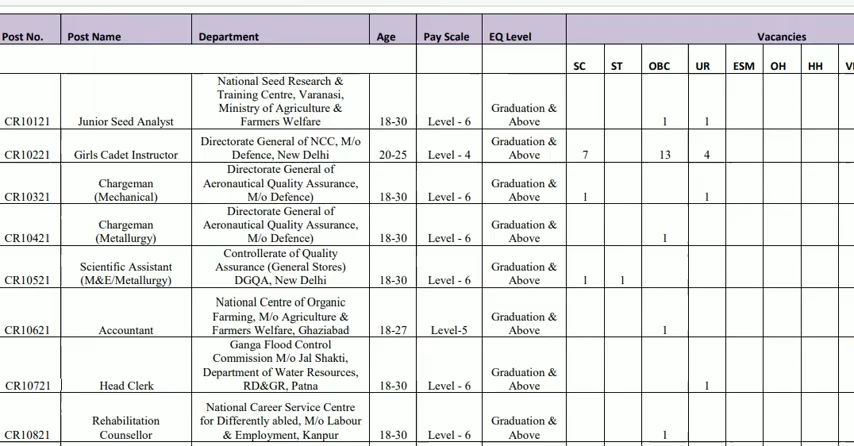 Post No. Post Name Department Age Pay Scale EQ Level Vacancies
SC ST OBC UR ESM OH HH
National Seed Research &
Training Centre, Varanasi,
Ministry of Agriculture & Graduation &
CR10121 Junior Seed Analyst Farmers Welfare 18-30 Level - 6 Above 1 1
Directorate General of NCC, M/o Graduation &
CR10221 Girls Cadet Instructor Defence, New Delhi 20-25 Level - 4 Above 7 13 4
Directorate General of
Chargeman Aeronautical Quality Assurance, Graduation &
CR10321 (Mechanical) M/o Defence) 18-30 Level - 6 Above 1 1
Directorate General of
Chargeman Aeronautical Quality Assurance, Graduation &
CR10421 (Metallurgy) M/o Defence) 18-30 Level - 6 Above 1
Controllerate of Quality
Scientific Assistant Assurance (General Stores) Graduation &
CR10521 (M&E/Metallurgy) DGQA, New Delhi 18-30 Level - 6 Above 1 1
National Centre of Organic
Farming, M/o Agriculture & Graduation &
CR10621 Accountant Farmers Welfare, Ghaziabad 18-27 Level-5 Above 1
Ganga Flood Control
Commission M/o Jal Shakti,
Department of Water Resources, Graduation &
CR10721 Head Clerk RD&GR, Patna 18-30 Level - 6 Above 1
National Career Service Centre
Rehabilitation for Differently abled, M/o Labour Graduation &
CR10821 Counsellor & Employment, Kanpur 18-30 Level - 6 Above 1